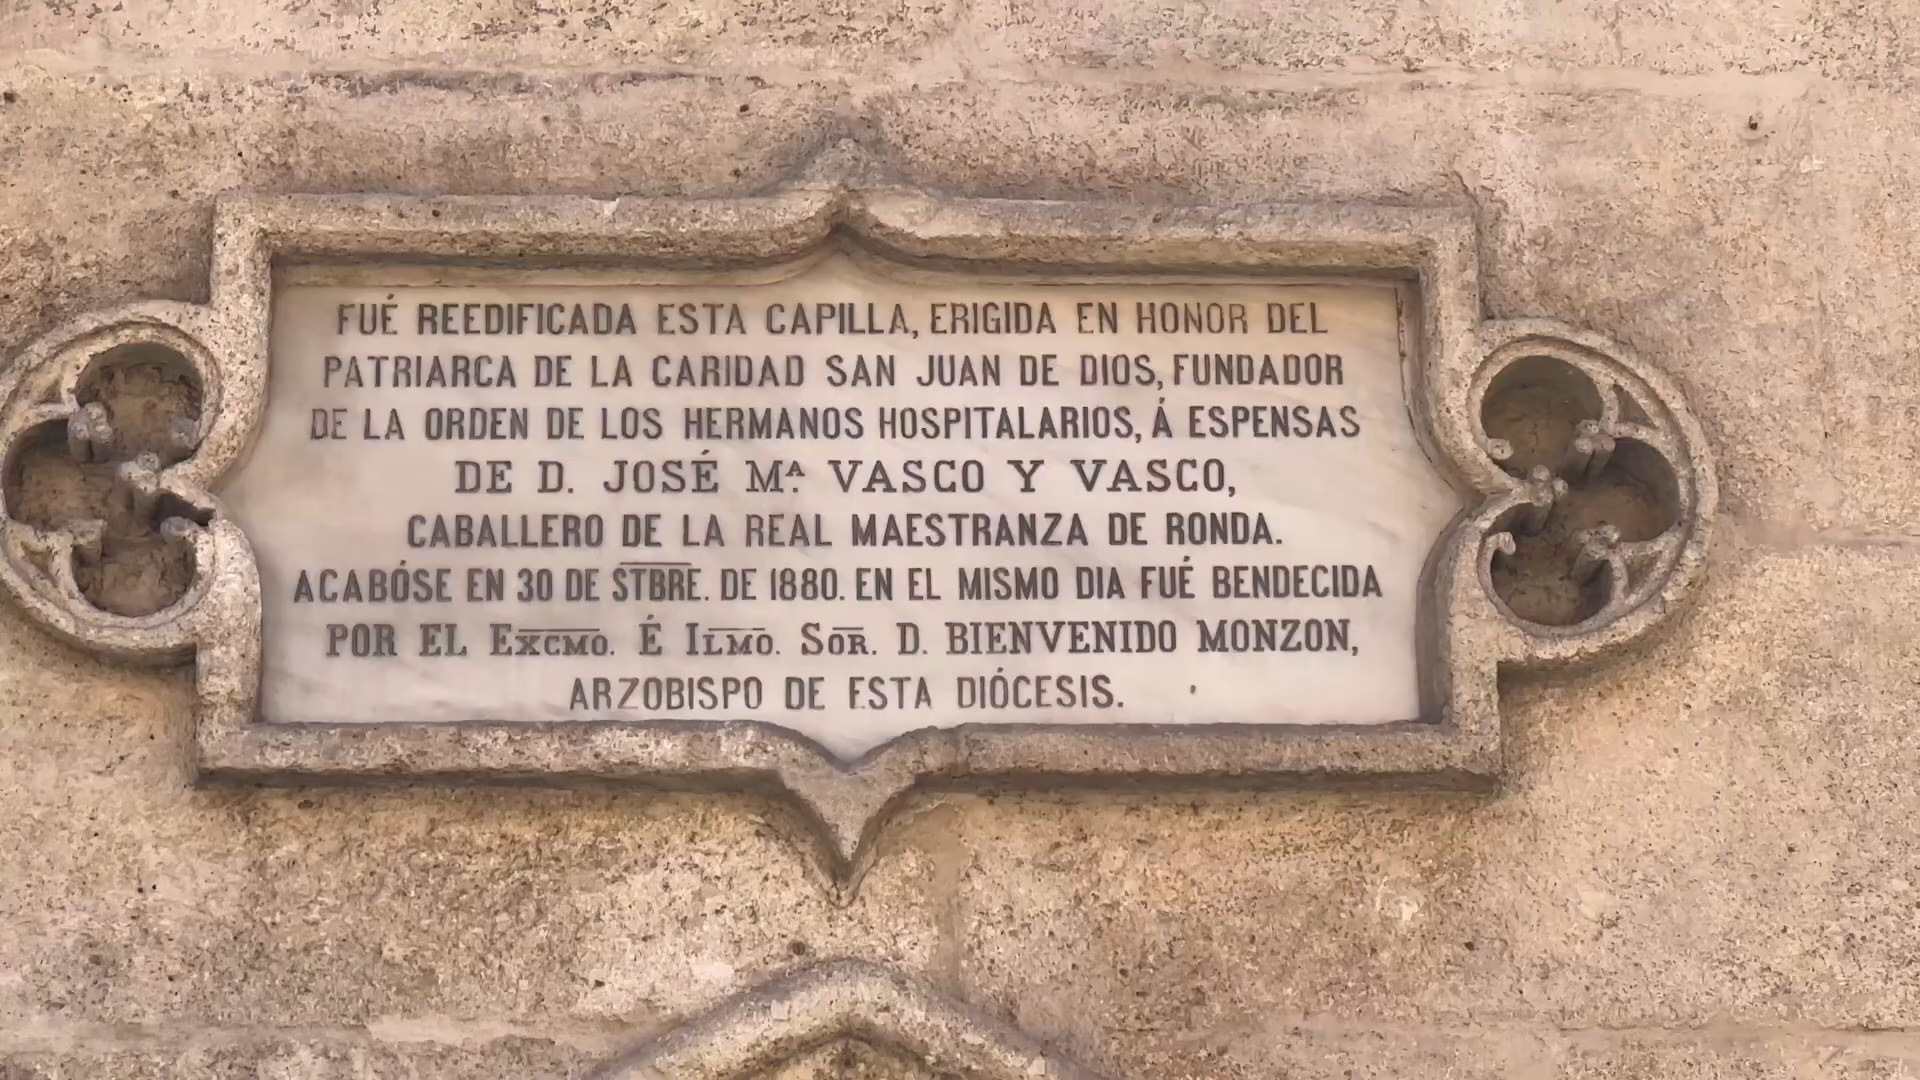 FUÉ REEDIFICADA ESTA CAPILLA, ERIGIDA EN HONOR DEL
PATRIARCA DE LA CARIDAD SAN JUAN DE DIOS, FUNDADOR
DE LA ORDEN DE LOS HERMANOS HOSPITALARIOS, Á ESPENSAS
DE D. JOSÉ Mᴬ. VASCO Y VASCO,
CABALLERO DE LA REAL MAESTRANZA DE RONDA.
ACABÓSE EN 30 DE STBRE. DE 1880. EN EL MISMO DIA FUÉ BENDECIDA
POR EL EXCMO. É ILMO. SOR. D. BIENVENIDO MONZON,
ARZOBISPO DE ESTA DIÓCESIS.